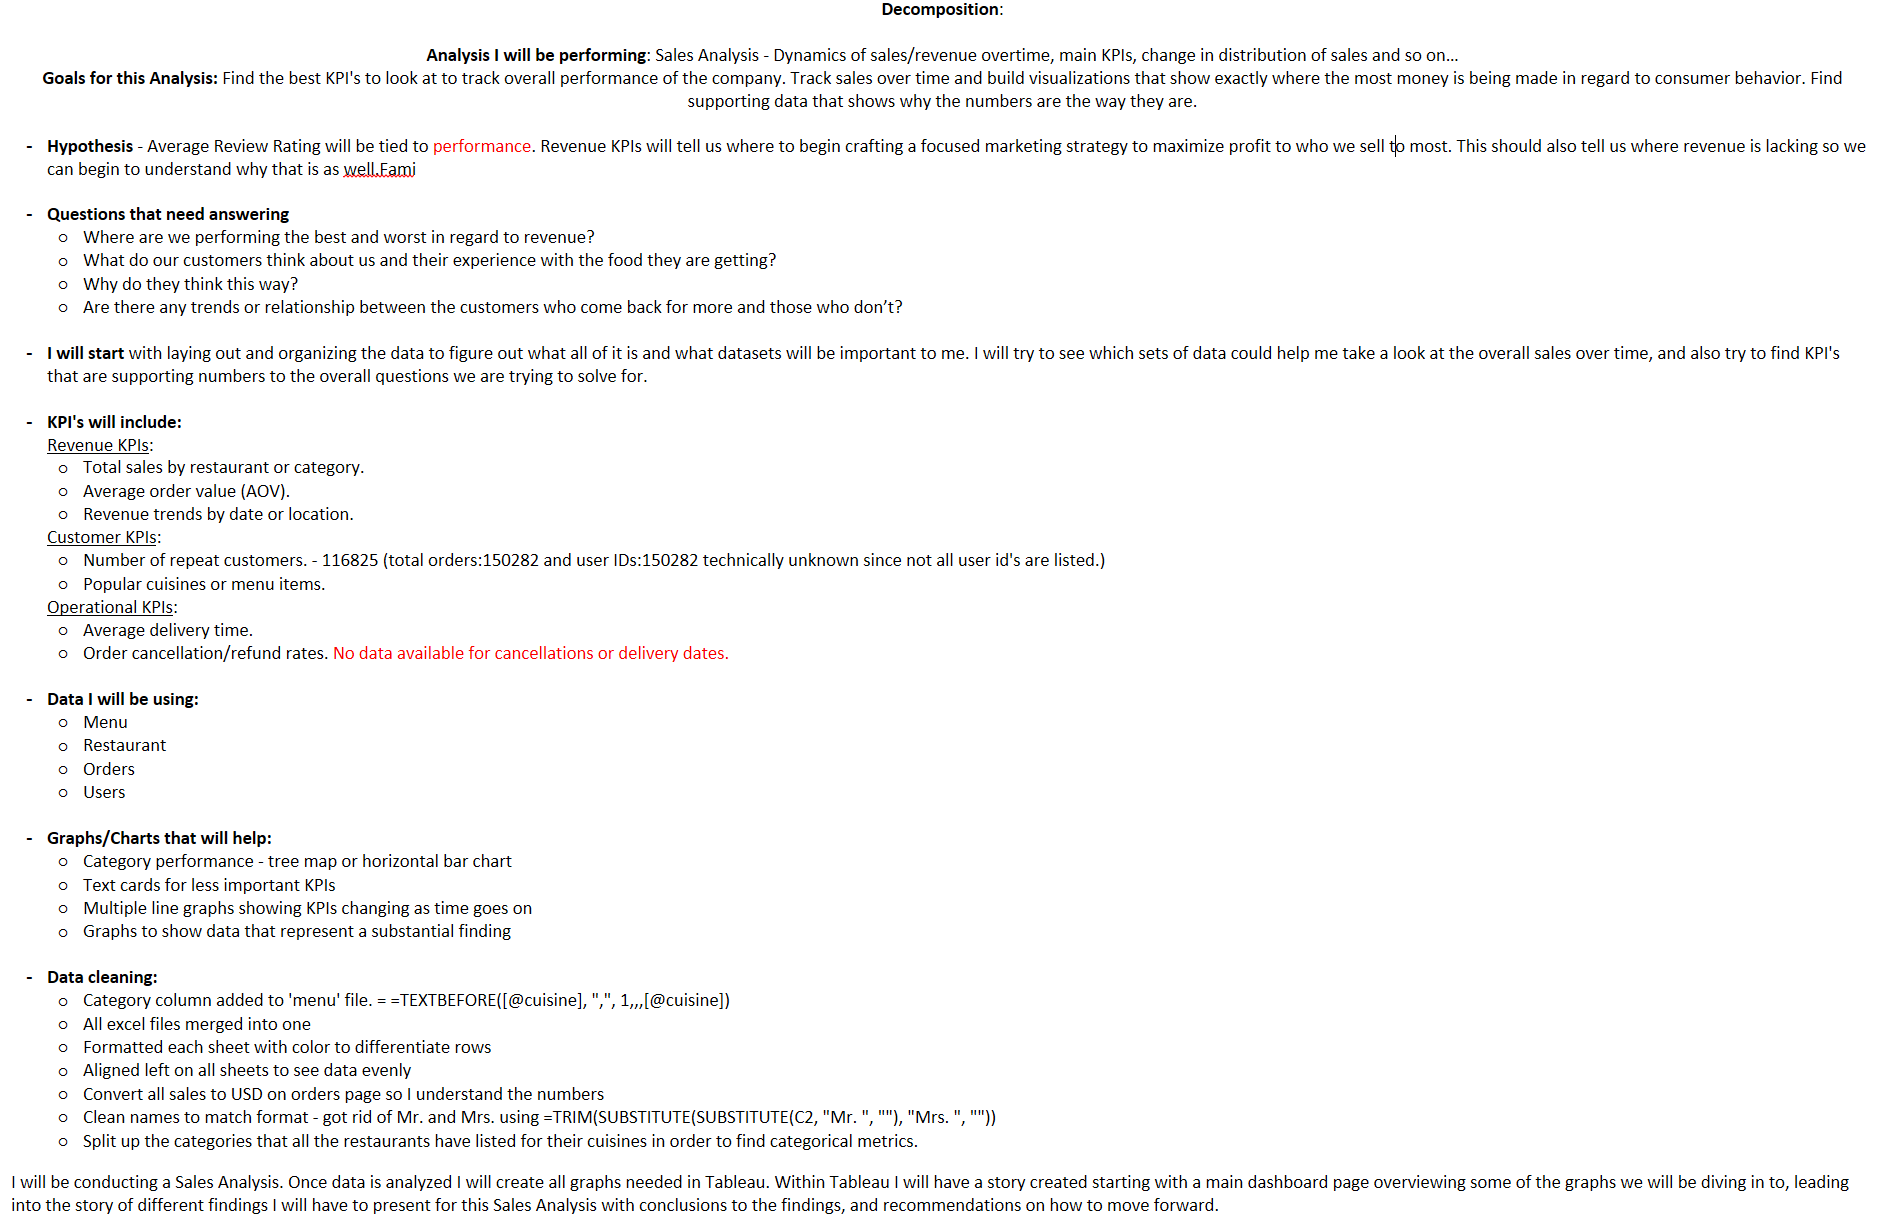 Decomposition:
Analysis I will be performing: Sales Analysis - Dynamics of sales/revenue overtime, main KPIs, change in distribution of sales and so on...
Goals for this Analysis: Find the best KPI's to look at to track overall performance of the company. Track sales over time and build visualizations that show exactly where the most money is being made in regard to consumer behavior. Find
supporting data that shows why the numbers are the way they are.
- Hypothesis - Average Review Rating will be tied to performance. Revenue KPIs will tell us where to begin crafting a focused marketing strategy to maximize profit to who we sell to most. This should also tell us where revenue is lacking so we
can begin to understand why that is as well.Fami
- Questions that need answering
o Where are we performing the best and worst in regard to revenue?
o What do our customers think about us and their experience with the food they are getting?
o Why do they think this way?
o Are there any trends or relationship between the customers who come back for more and those who don’t?
- I will start with laying out and organizing the data to figure out what all of it is and what datasets will be important to me. I will try to see which sets of data could help me take a look at the overall sales over time, and also try to find KPI's
that are supporting numbers to the overall questions we are trying to solve for.
- KPI's will include:
Revenue KPIs:
o Total sales by restaurant or category.
o Average order value (AOV).
o Revenue trends by date or location.
Customer KPIs:
o Number of repeat customers. - 116825 (total orders:150282 and user IDs:150282 technically unknown since not all user id's are listed.)
o Popular cuisines or menu items.
Operational KPIs:
o Average delivery time.
o Order cancellation/refund rates. No data available for cancellations or delivery dates.
- Data I will be using:
o Menu
o Restaurant
o Orders
o Users
- Graphs/Charts that will help:
o Category performance - tree map or horizontal bar chart
o Text cards for less important KPIs
o Multiple line graphs showing KPIs changing as time goes on
o Graphs to show data that represent a substantial finding
- Data cleaning:
o Category column added to 'menu' file. = =TEXTBEFORE([@cuisine], ",", 1,,,[@cuisine])
o All excel files merged into one
o Formatted each sheet with color to differentiate rows
o Aligned left on all sheets to see data evenly
o Convert all sales to USD on orders page so I understand the numbers
o Clean names to match format - got rid of Mr. and Mrs. using =TRIM(SUBSTITUTE(SUBSTITUTE(C2, "Mr. ", ""), "Mrs. ", ""))
o Split up the categories that all the restaurants have listed for their cuisines in order to find categorical metrics.
I will be conducting a Sales Analysis. Once data is analyzed I will create all graphs needed in Tableau. Within Tableau I will have a story created starting with a main dashboard page overviewing some of the graphs we will be diving in to, leading
into the story of different findings I will have to present for this Sales Analysis with conclusions to the findings, and recommendations on how to move forward.